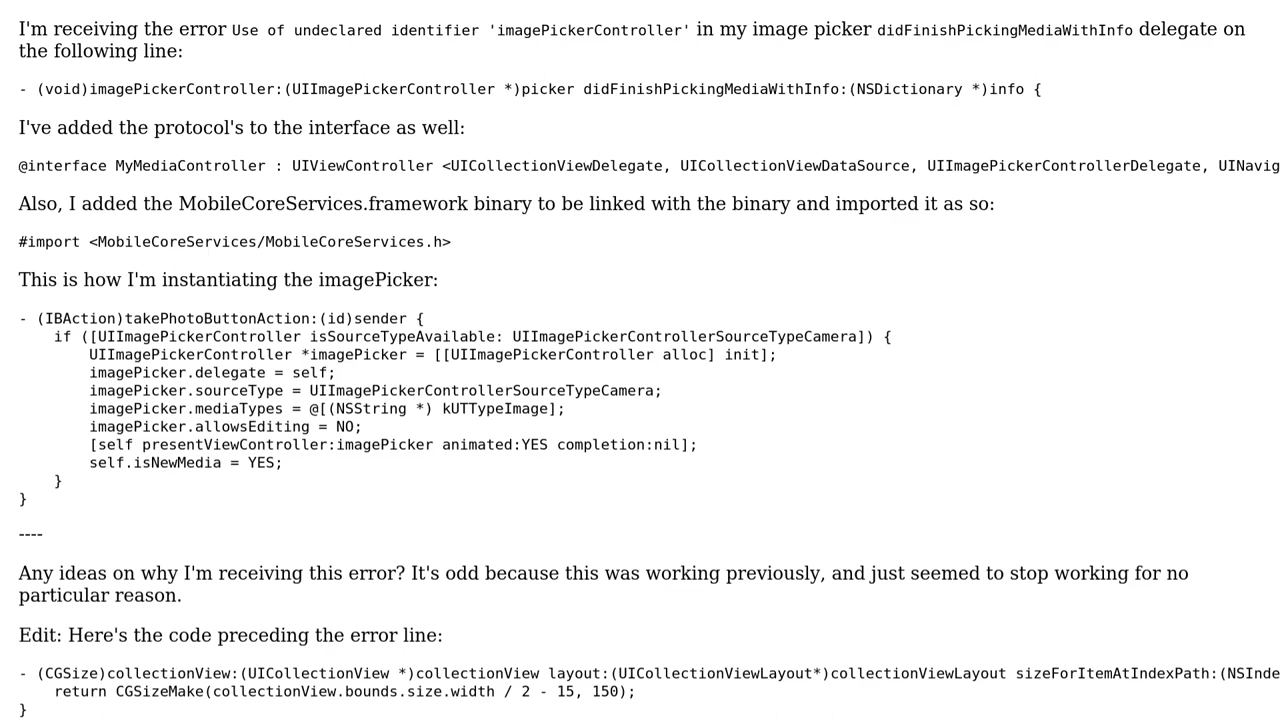 I'm receiving the error Use of undeclared identifier 'imagePickerController' in my image picker didFinishPickingMediaWithInfo delegate on
the following line:
- (void)imagePickerController:(UIImagePickerController *)picker didFinishPickingMediaWithInfo:(NSDictionary *)info {
I've added the protocol's to the interface as well:
@interface MyMediaController : UIViewController <UICollectionViewDelegate, UICollectionViewDataSource, UIImagePickerControllerDelegate, UINavig
Also, I added the MobileCoreServices.framework binary to be linked with the binary and imported it as so:
#import <MobileCoreServices/MobileCoreServices.h>
This is how I'm instantiating the imagePicker:
- (IBAction)takePhotoButtonAction:(id)sender {
    if ([UIImagePickerController isSourceTypeAvailable: UIImagePickerControllerSourceTypeCamera]) {
        UIImagePickerController *imagePicker = [[UIImagePickerController alloc] init];
        imagePicker.delegate = self;
        imagePicker.sourceType = UIImagePickerControllerSourceTypeCamera;
        imagePicker.mediaTypes = @[(NSString *) kUTTypeImage];
        imagePicker.allowsEditing = NO;
        [self presentViewController:imagePicker animated:YES completion:nil];
        self.isNewMedia = YES;
    }
}
----
Any ideas on why I'm receiving this error? It's odd because this was working previously, and just seemed to stop working for no
particular reason.
Edit: Here's the code preceding the error line:
- (CGSize)collectionView:(UICollectionView *)collectionView layout:(UICollectionViewLayout*)collectionViewLayout sizeForItemAtIndexPath:(NSInde
    return CGSizeMake(collectionView.bounds.size.width / 2 - 15, 150);
}